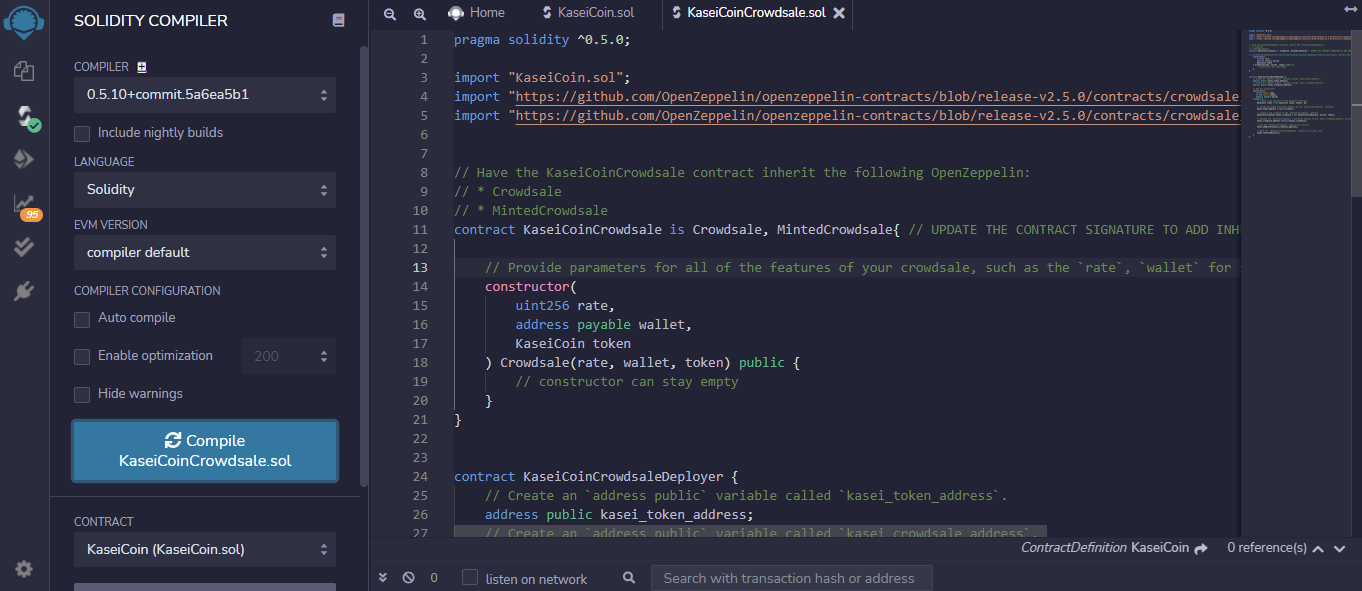 SOLIDITY COMPILER
COMPILER
0.5.10+commit.5a6ea5b1
Include nightly builds
LANGUAGE
Solidity
EVM VERSION
compiler default
COMPILER CONFIGURATION
Auto compile
Enable optimization 200
Hide warnings
Compile
KaseiCoinCrowdsale.sol
CONTRACT
KaseiCoin (KaseiCoin.sol)
95
Home KaseiCoin.sol KaseiCoinCrowdsale.sol
1 pragma solidity ^0.5.0;
2
3 import "KaseiCoin.sol";
4 import "https://github.com/OpenZeppelin/openzeppelin-contracts/blob/release-v2.5.0/contracts/crowdsale
5 import "https://github.com/OpenZeppelin/openzeppelin-contracts/blob/release-v2.5.0/contracts/crowdsale
6
7
8 // Have the KaseiCoinCrowdsale contract inherit the following OpenZeppelin:
9 // * Crowdsale
10 // * MintedCrowdsale
11 contract KaseiCoinCrowdsale is Crowdsale, MintedCrowdsale{ // UPDATE THE CONTRACT SIGNATURE TO ADD INH
12
13 // Provide parameters for all of the features of your crowdsale, such as the `rate`, `wallet` for
14 constructor(
15 uint256 rate,
16 address payable wallet,
17 KaseiCoin token
18 ) Crowdsale(rate, wallet, token) public {
19 // constructor can stay empty
20 }
21 }
22
23
24 contract KaseiCoinCrowdsaleDeployer {
25 // Create an `address public` variable called `kasei_token_address`.
26 address public kasei_token_address;
27 // Create an `address public` variable called `kasei_crowdsale_address`.
ContractDefinition KaseiCoin 0 reference(s)
0 listen on network Search with transaction hash or address